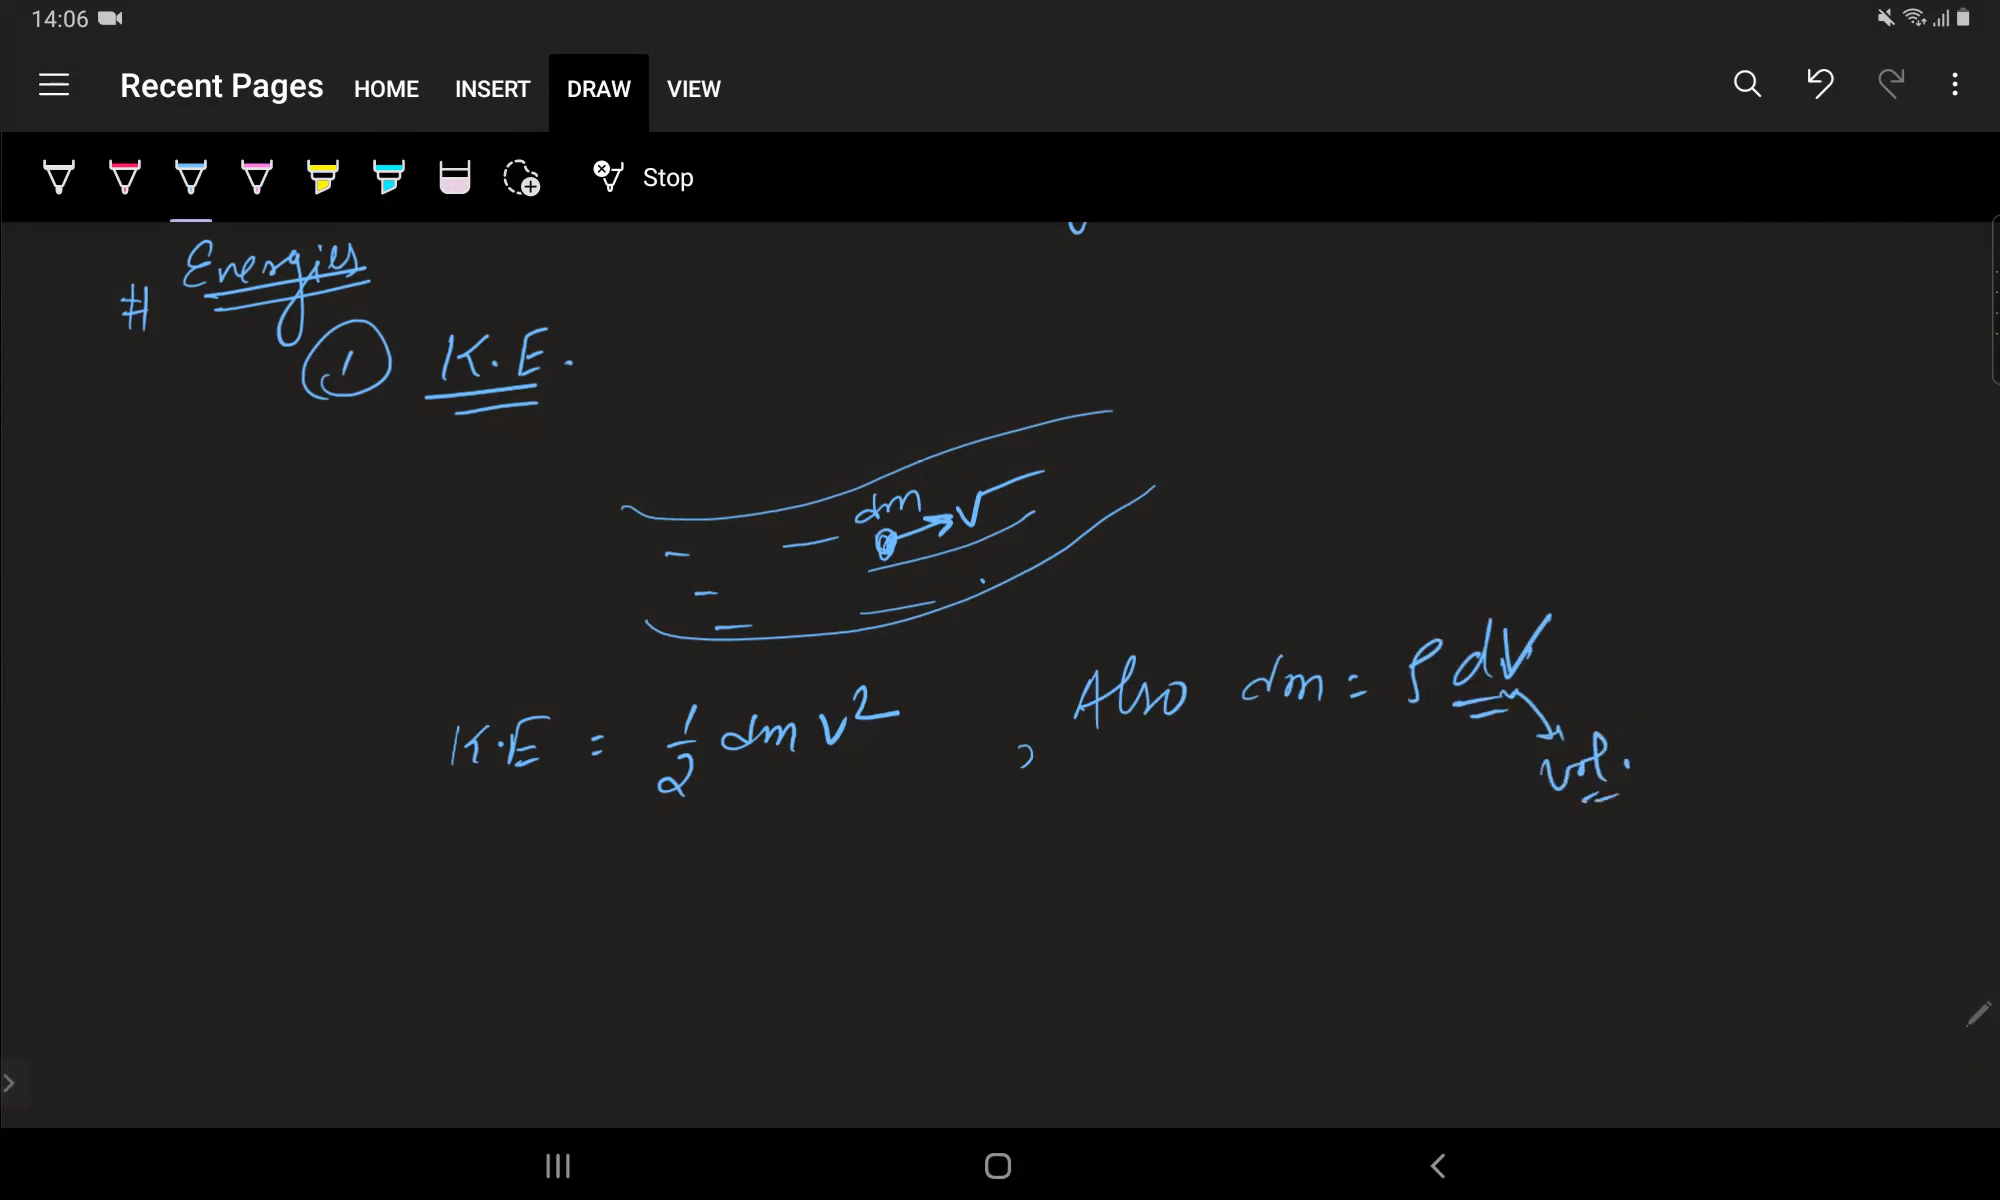 14:06
Recent Pages HOME INSERT DRAW VIEW
Stop
# Energies
① K.E.
dm v
K.E = 1/2 dm v² , Also dm = ρ dV
vol.